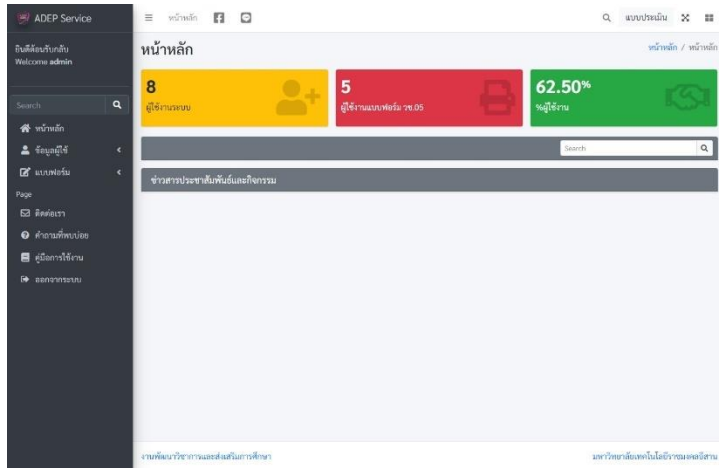 ADEP Service
หน้าหลัก
แบบประเมิน
ยินดีต้อนรับกลับ
Welcome admin
Search
หน้าหลัก
ข้อมูลผู้ใช้
แบบฟอร์ม
Page
ติดต่อเรา
คำถามที่พบบ่อย
คู่มือการใช้งาน
ออกจากระบบ
หน้าหลัก
หน้าหลัก / หน้าหลัก
8
ผู้ใช้งานระบบ
5
ผู้ใช้งานแบบฟอร์ม วช.05
62.50%
%ผู้ใช้งาน
Search
ข่าวสารประชาสัมพันธ์และกิจกรรม
งานพัฒนาวิชาการและส่งเสริมการศึกษา
มหาวิทยาลัยเทคโนโลยีราชมงคลอีสาน